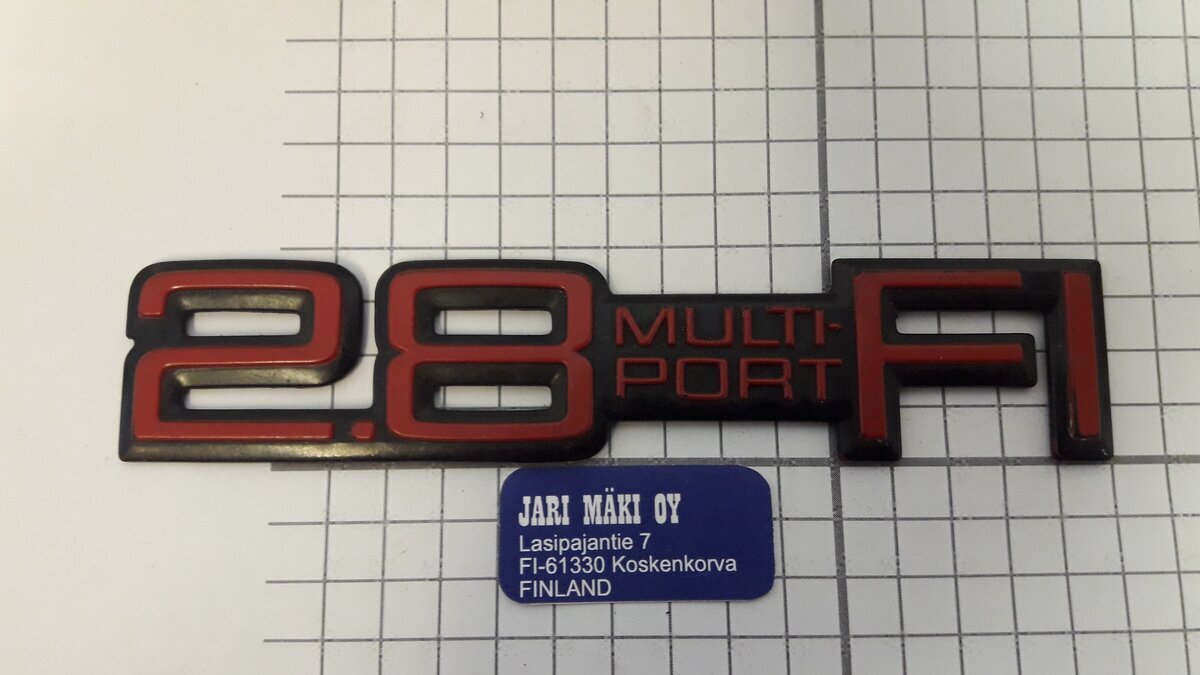 2.8 MULTI-
PORT FI
JARI MÄKI OY
Lasipajantie 7
FI-61330 Koskenkorva
FINLAND